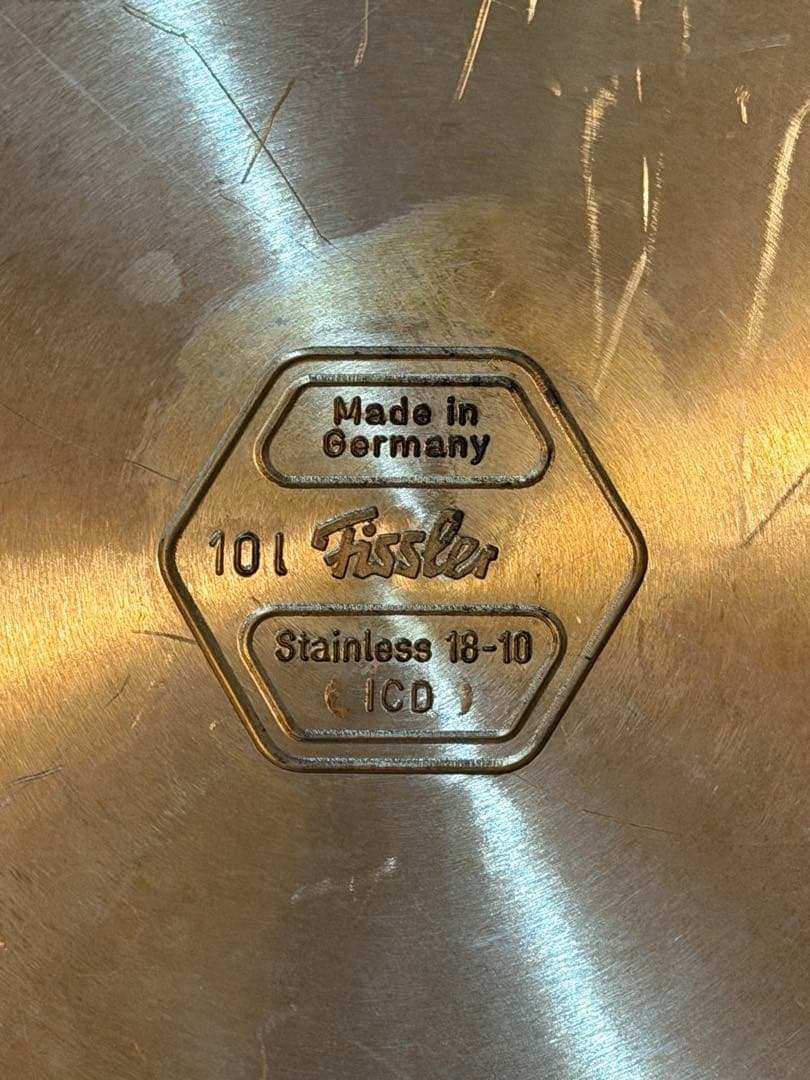 Made in
Germany
10l Fissler
Stainless 18-10
( ICD )